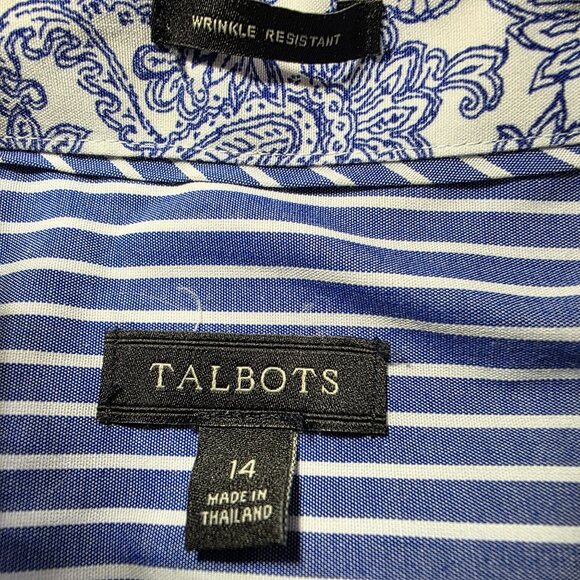 WRINKLE RESISTANT
TALBOTS
14
MADE IN
THAILAND